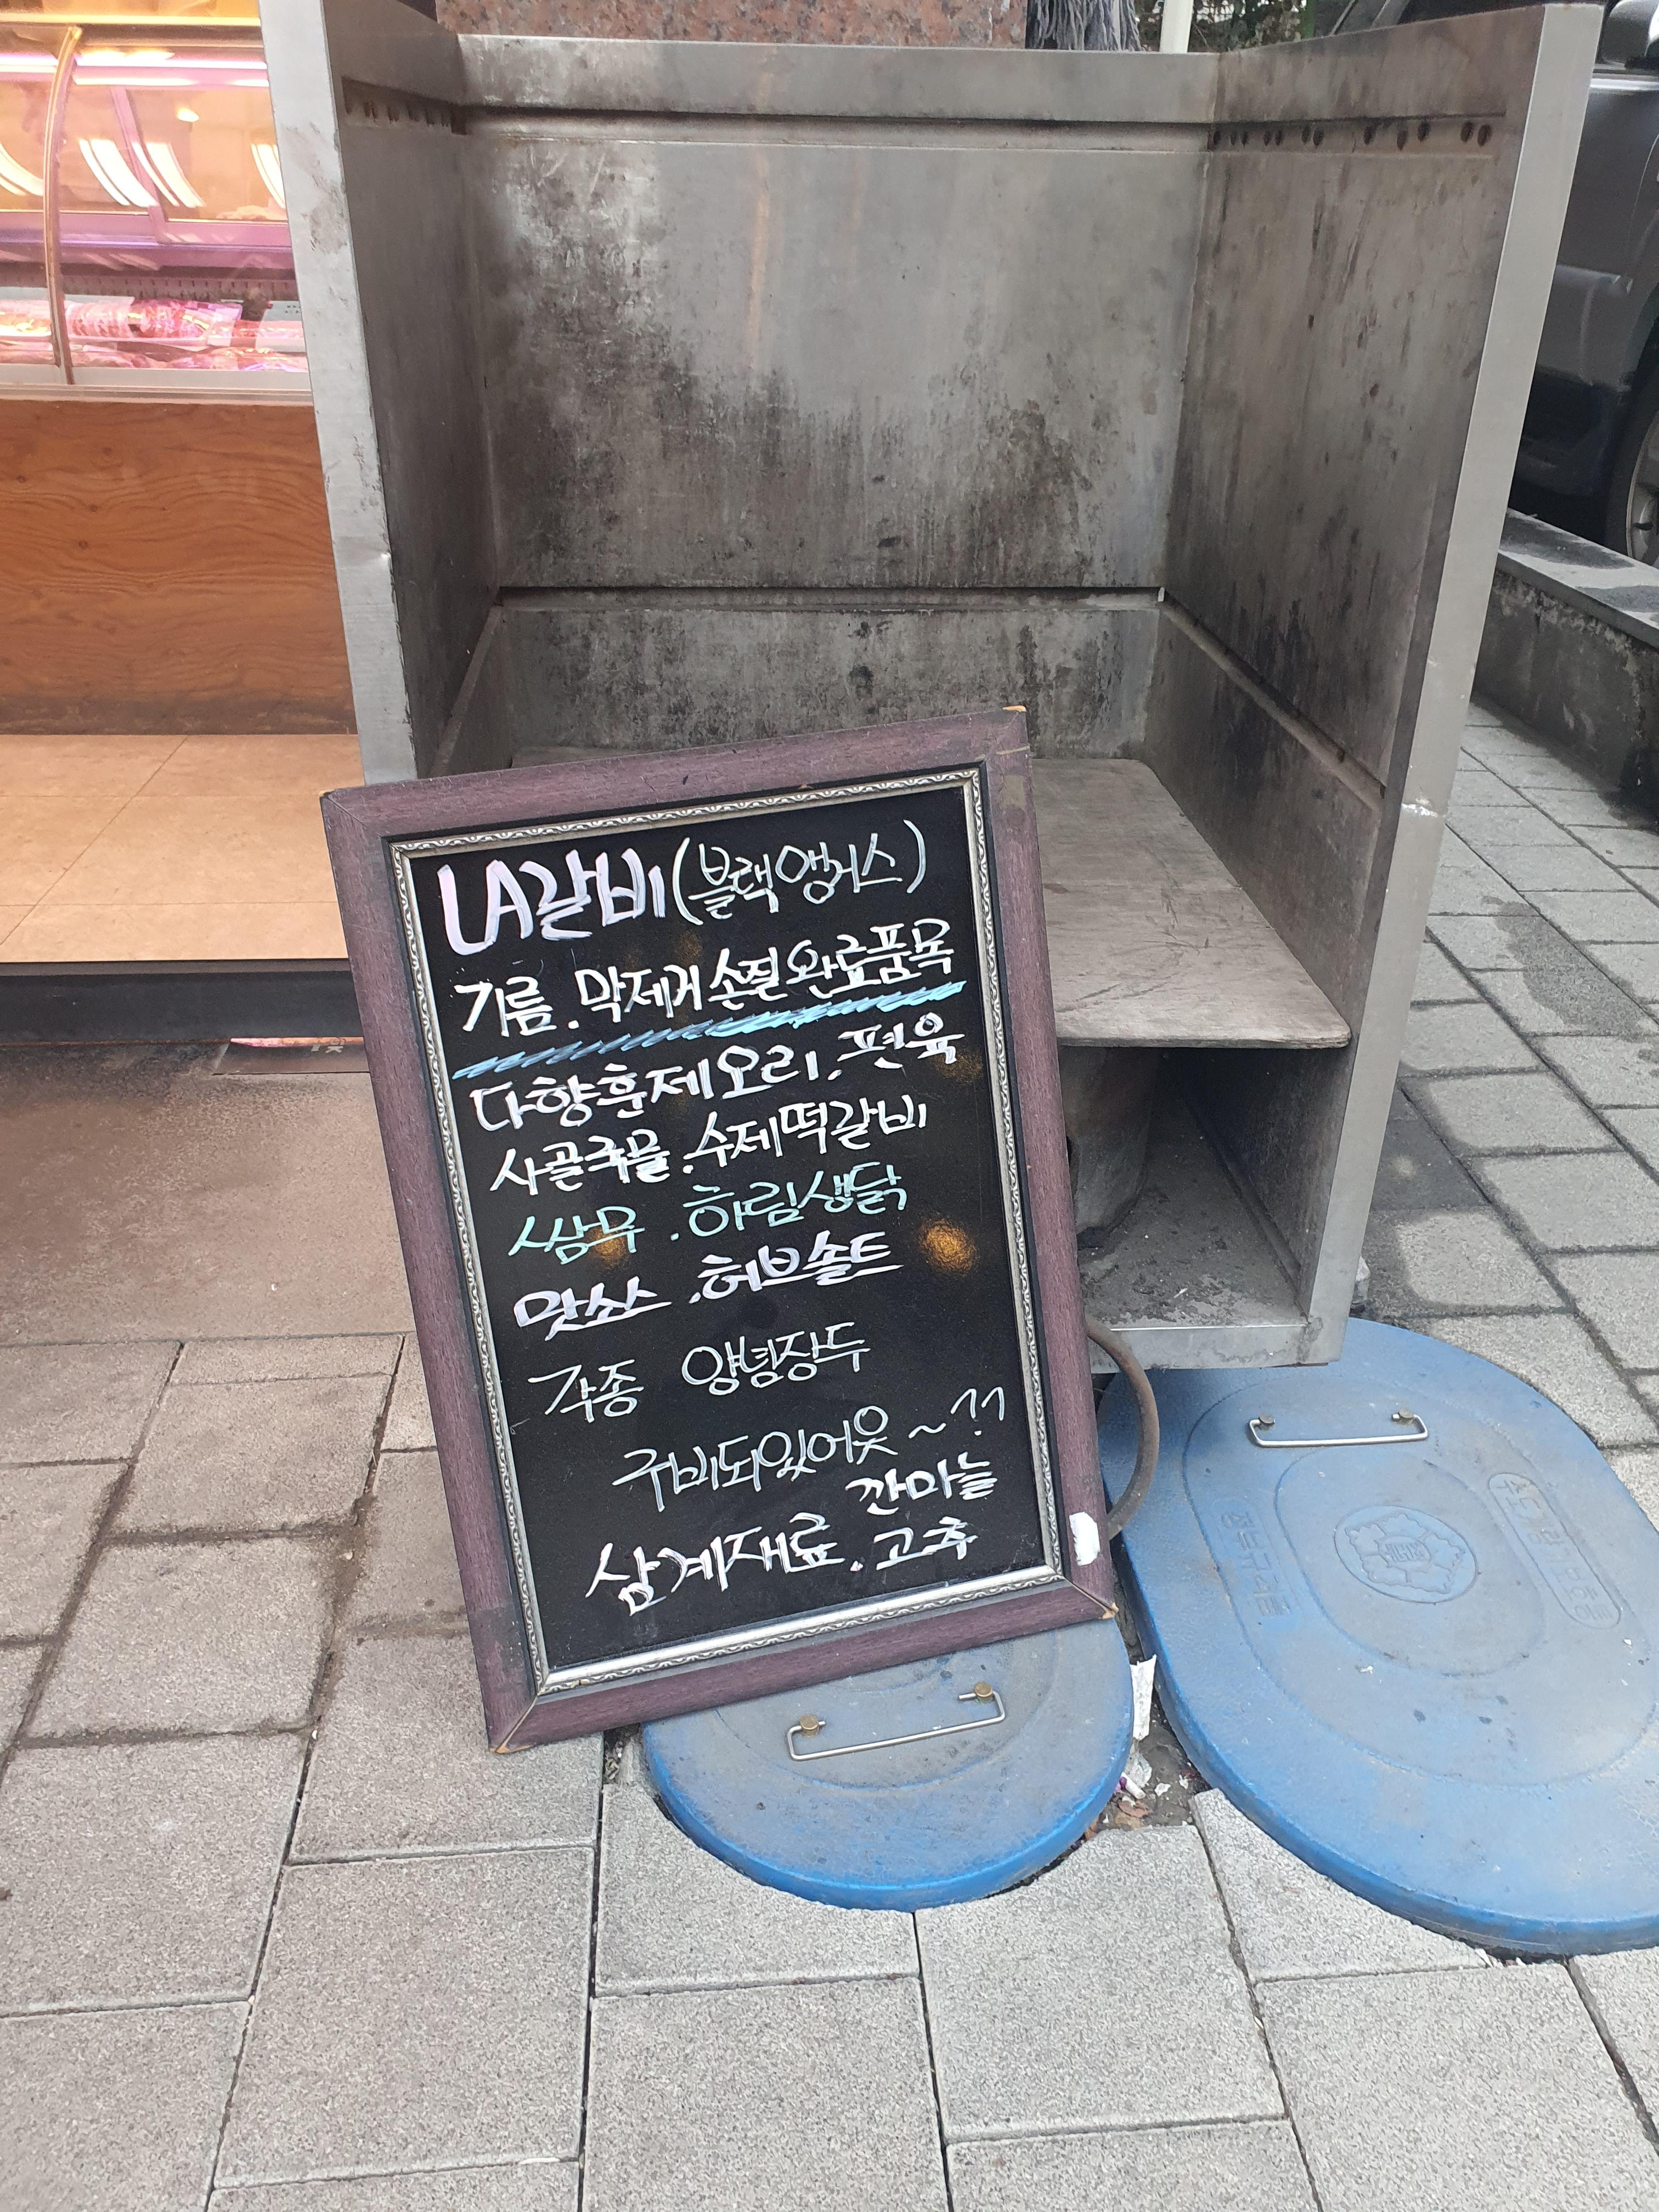 LA갈비(블랙앵거스)
기름.막제거손질완료품목
다향훈제오리.편육
사골국물.수제떡갈비
쌈무.하림생닭
맛소스.허브솔트
각종 양념장두
구비되있어욧~^^
깐마늘
삼계재료.고추